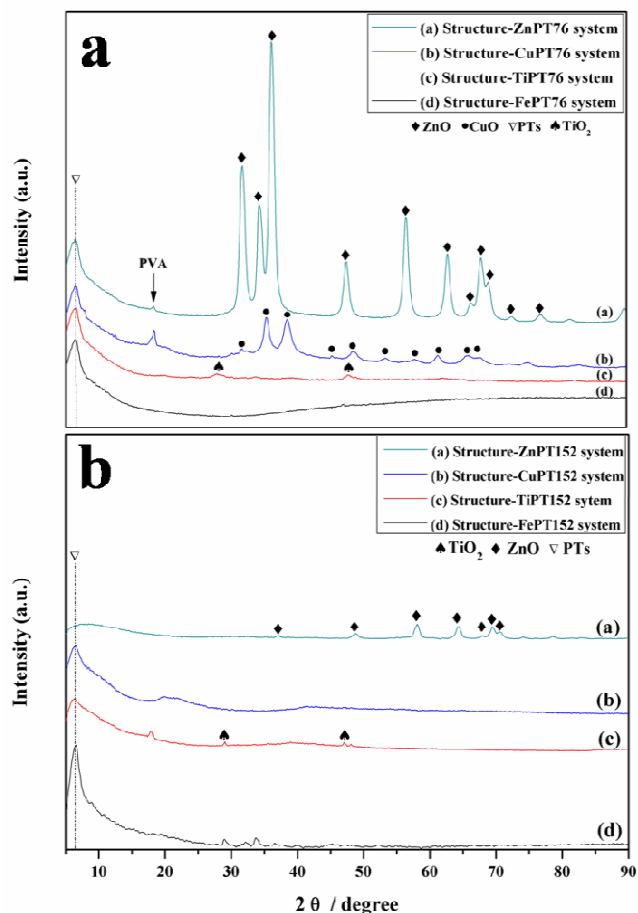 a
(a) Structure-ZnPT76 system
(b) Structure-CuPT76 system
(c) Structure-TiPT76 system
(d) Structure-FePT76 system
♦ZnO ●CuO ▽PTs ♠TiO2
Intensity (a.u.)
▽
PVA
(a)
(b)
(c)
(d)
b
(a) Structure-ZnPT152 system
(b) Structure-CuPT152 system
(c) Structure-TiPT152 sytem
(d) Structure-FePT152 system
♠TiO2 ♦ZnO ▽PTs
Intensity (a.u.)
▽
(a)
(b)
(c)
(d)
10 20 30 40 50 60 70 80 90
2 θ / degree